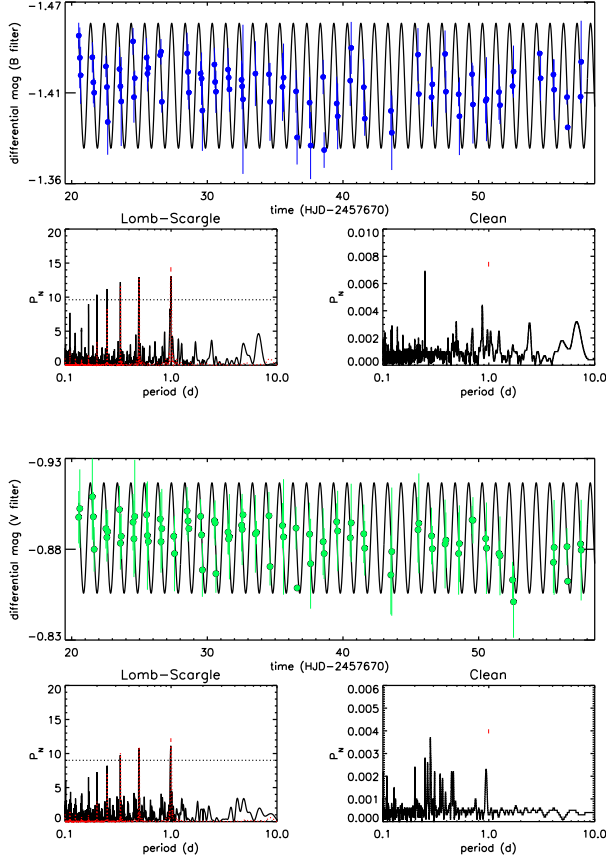 -1.47
-1.41
-1.36
differential mag (B filter)
20 30 40 50
time (HJD-2457670)
Lomb-Scargle
20
15
10
5
0
P_N
0.1 1.0 10.0
period (d)
Clean
0.010
0.008
0.006
0.004
0.002
0.000
P_N
0.1 1.0 10.0
period (d)
-0.93
-0.88
-0.83
differential mag (V filter)
20 30 40 50
time (HJD-2457670)
Lomb-Scargle
20
15
10
5
0
P_N
0.1 1.0 10.0
period (d)
Clean
0.006
0.005
0.004
0.003
0.002
0.001
0.000
P_N
0.1 1.0 10.0
period (d)